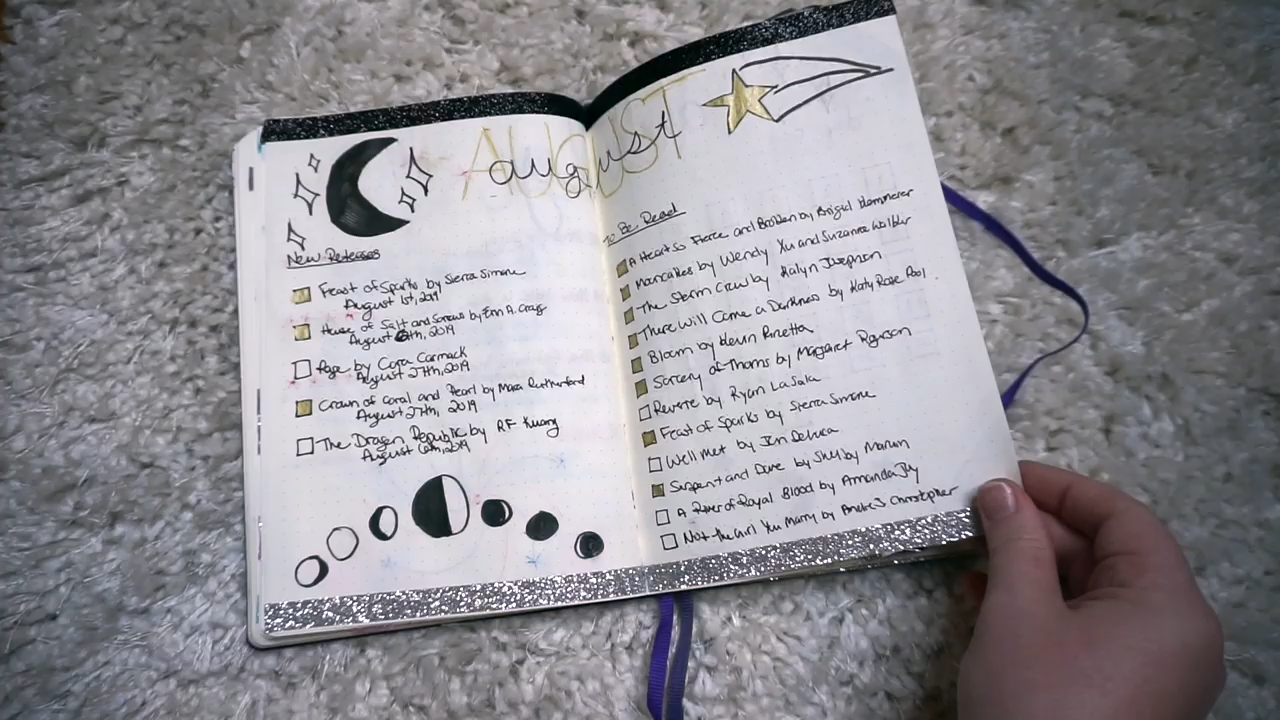 AUGUST
august
New Releases
Feast of Sparks by Sierra Simone
August 1st, 2019
House of Salt and Sorrows by Erin A. Craig
August 6th, 2019
Rage by Cora Carmack
August 27th, 2019
Crown of Coral and Pearl by Mara Rutherford
August 27th, 2019
The Dragon Republic by RF Kuang
August 6th, 2019
To Be Read
A Heart so Fierce and Broken by Brigid Kemmerer
Mooncakes by Wendy Xu and Suzanne Walker
The Storm Crow by Kalyn Josephson
There Will Come a Darkness by Katy Rose Pool
Bloom by Kevin Panetta
Sorcery of Thorns by Margaret Rogerson
Reverie by Ryan La Sala
Feast of Sparks by Sierra Simone
Well Met by Jen DeLuca
Serpent and Dove by Shelby Mahurin
A River of Royal Blood by Amanda Joy
Not the Girl You Marry by Andie J. Christopher